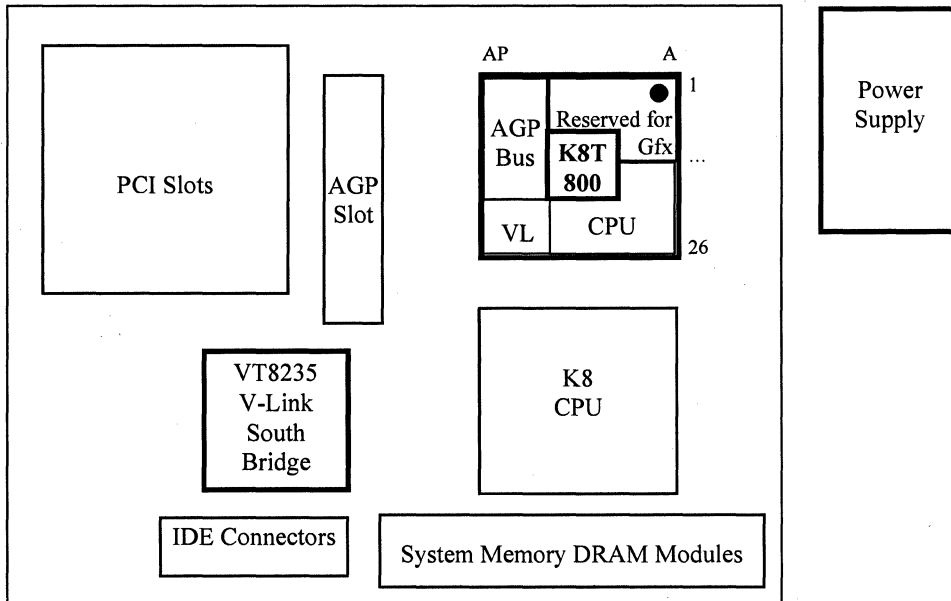 AP A
1
Power
Supply
AGP
Bus
Reserved for
Gfx
...
K8T
800
PCI Slots
AGP
Slot
VL
CPU
26
VT8235
V-Link
South
Bridge
K8
CPU
IDE Connectors
System Memory DRAM Modules